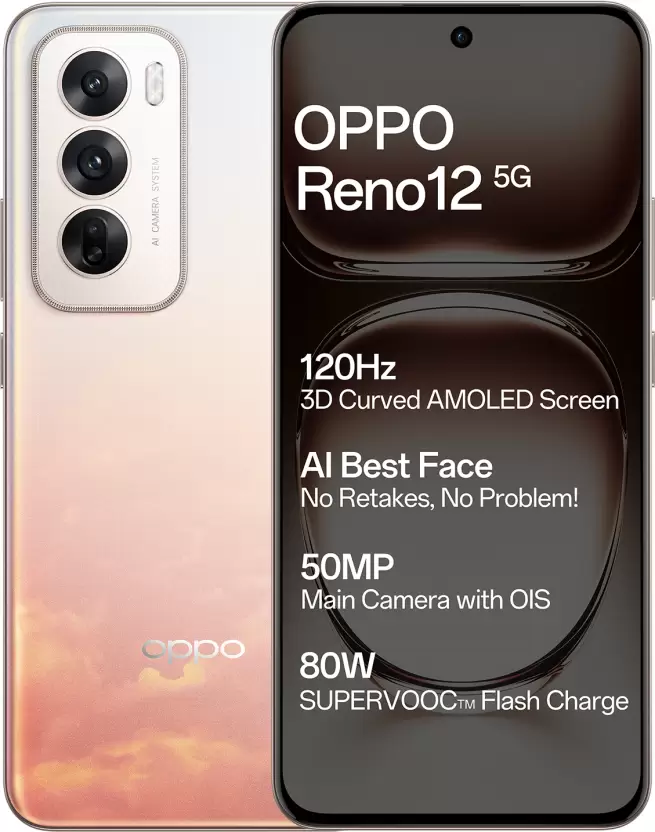 AI CAMERA SYSTEM
oppo
OPPO
Reno12 5G
120Hz
3D Curved AMOLED Screen
AI Best Face
No Retakes, No Problem!
50MP
Main Camera with OIS
80W
SUPERVOOC™ Flash Charge